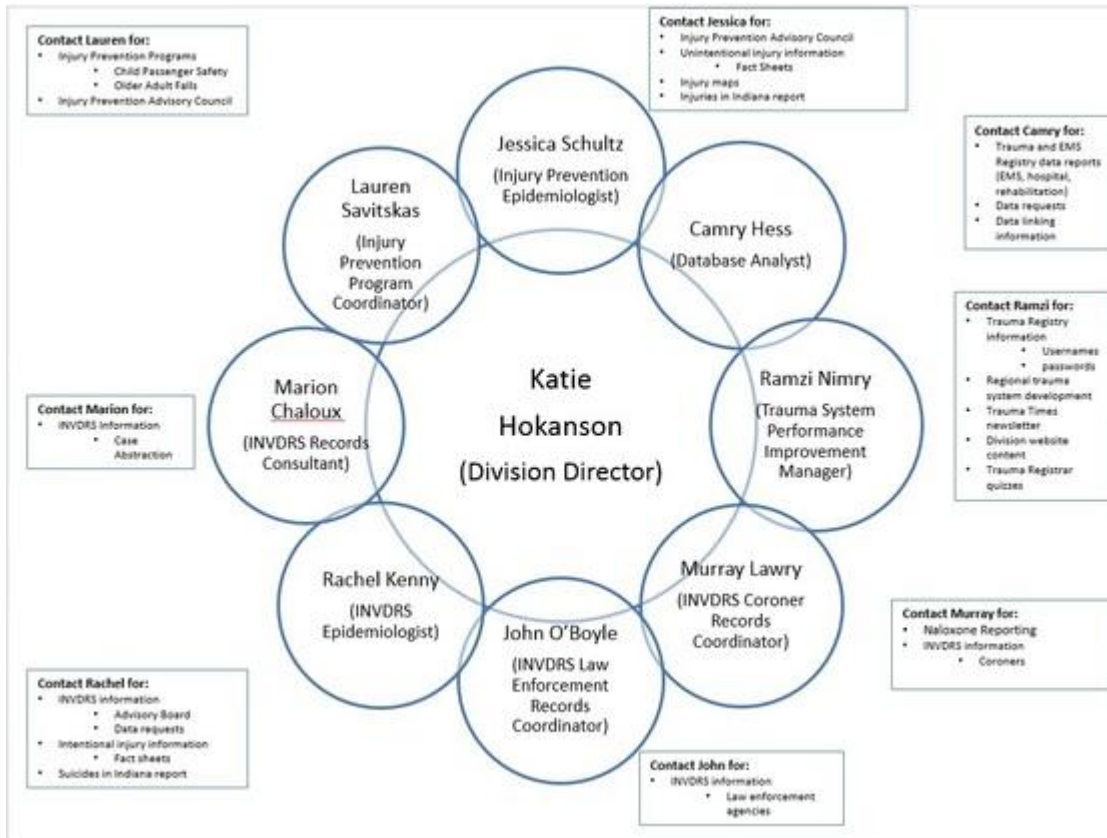 Contact Lauren for:
• Injury Prevention Programs
• Child Passenger Safety
• Older Adult Falls
• Injury Prevention Advisory Council
Contact Jessica for:
• Injury Prevention Advisory Council
• Unintentional injury information
• Fact Sheets
• Injury maps
• Injuries in Indiana report
Contact Camry for:
• Trauma and EMS
Registry data reports
(EMS, hospital,
rehabilitation)
• Data requests
• Data linking
information
Jessica Schultz
(Injury Prevention
Epidemiologist)
Lauren
Savitskas
(Injury
Prevention
Program
Coordinator)
Camry Hess
(Database Analyst)
Contact Ramzi for:
• Trauma Registry
information
• Usernames
• passwords
• Regional trauma
system development
• Trauma Times
newsletter
• Division website
content
• Trauma Registrar
quizzes
Marion
Chaloux
(INVDRS Records
Consultant)
Katie
Hokanson
(Division Director)
Ramzi Nimry
(Trauma System
Performance
Improvement
Manager)
Contact Marion for:
• INVDRS Information
• Case
Abstraction
Rachel Kenny
(INVDRS
Epidemiologist)
John O'Boyle
(INVDRS Law
Enforcement
Records
Coordinator)
Murray Lawry
(INVDRS Coroner
Records
Coordinator)
Contact Murray for:
• Naloxone Reporting
• INVDRS information
• Coroners
Contact Rachel for:
• INVDRS information
• Advisory Board
• Data requests
• Intentional injury information
• Fact sheets
• Suicides in Indiana report
Contact John for:
• INVDRS information
• Law enforcement
agencies